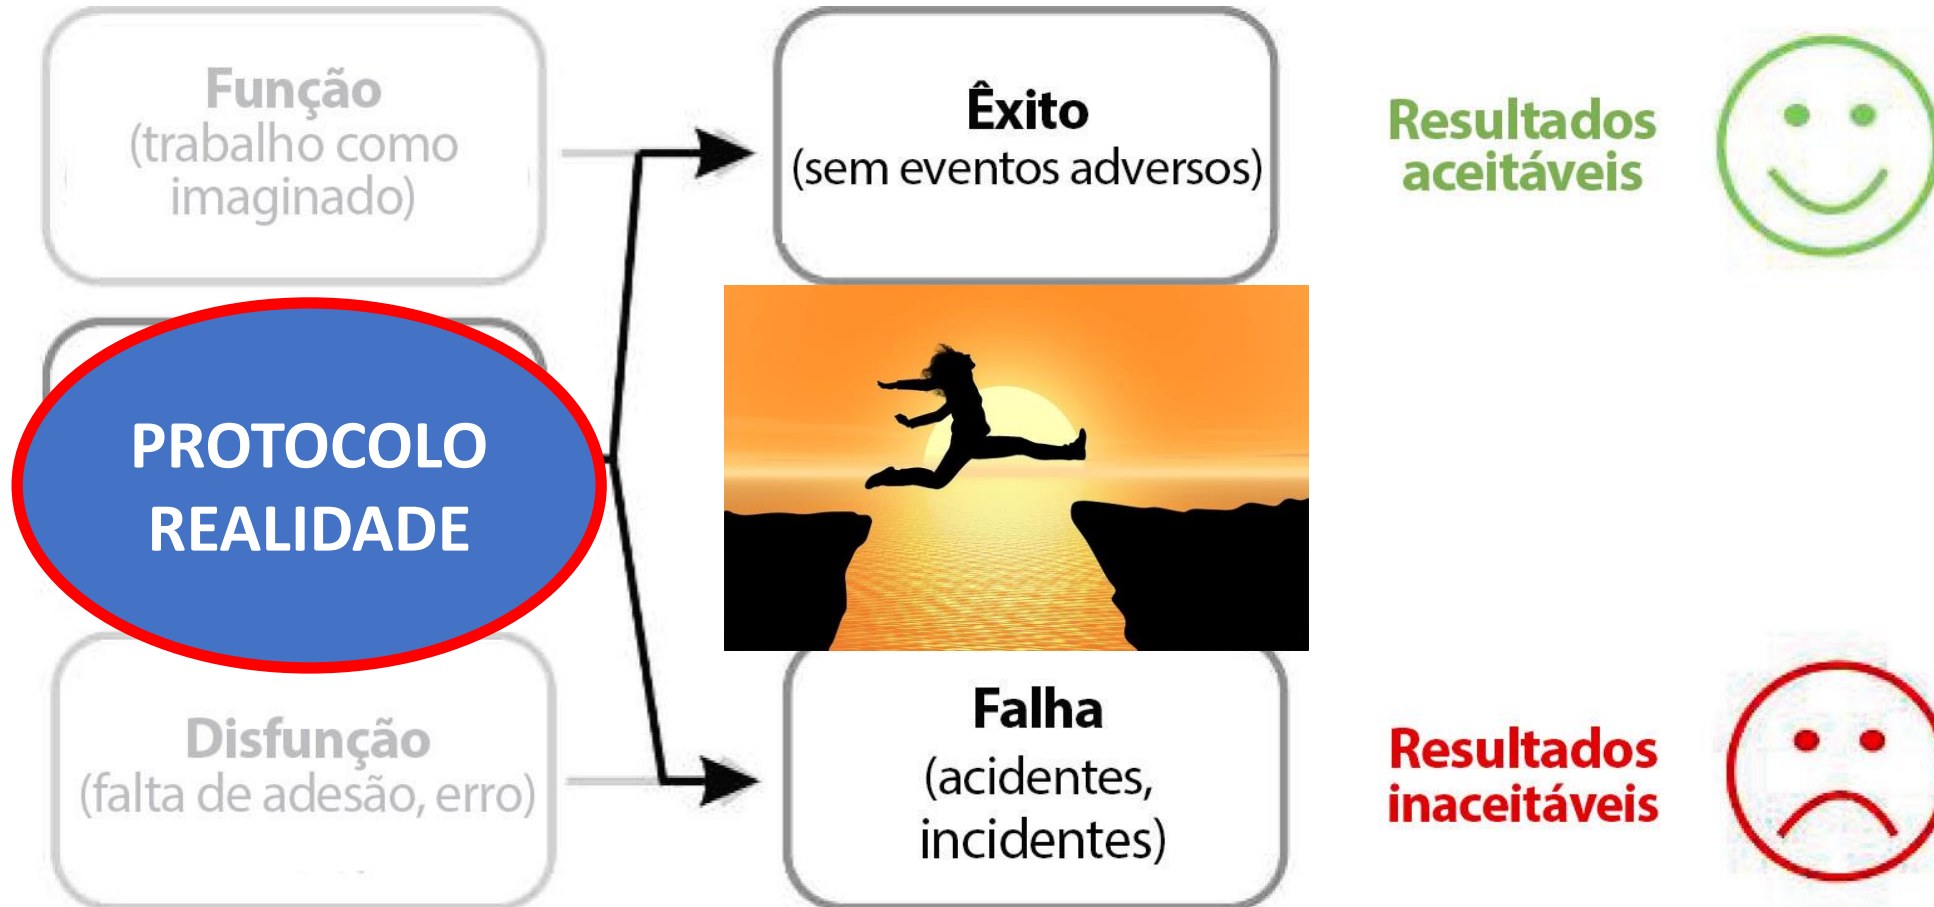 Função
(trabalho como
imaginado)
Êxito
(sem eventos adversos)
Resultados
aceitáveis
PROTOCOLO
REALIDADE
Disfunção
(falta de adesão, erro)
Falha
(acidentes,
incidentes)
Resultados
inaceitáveis